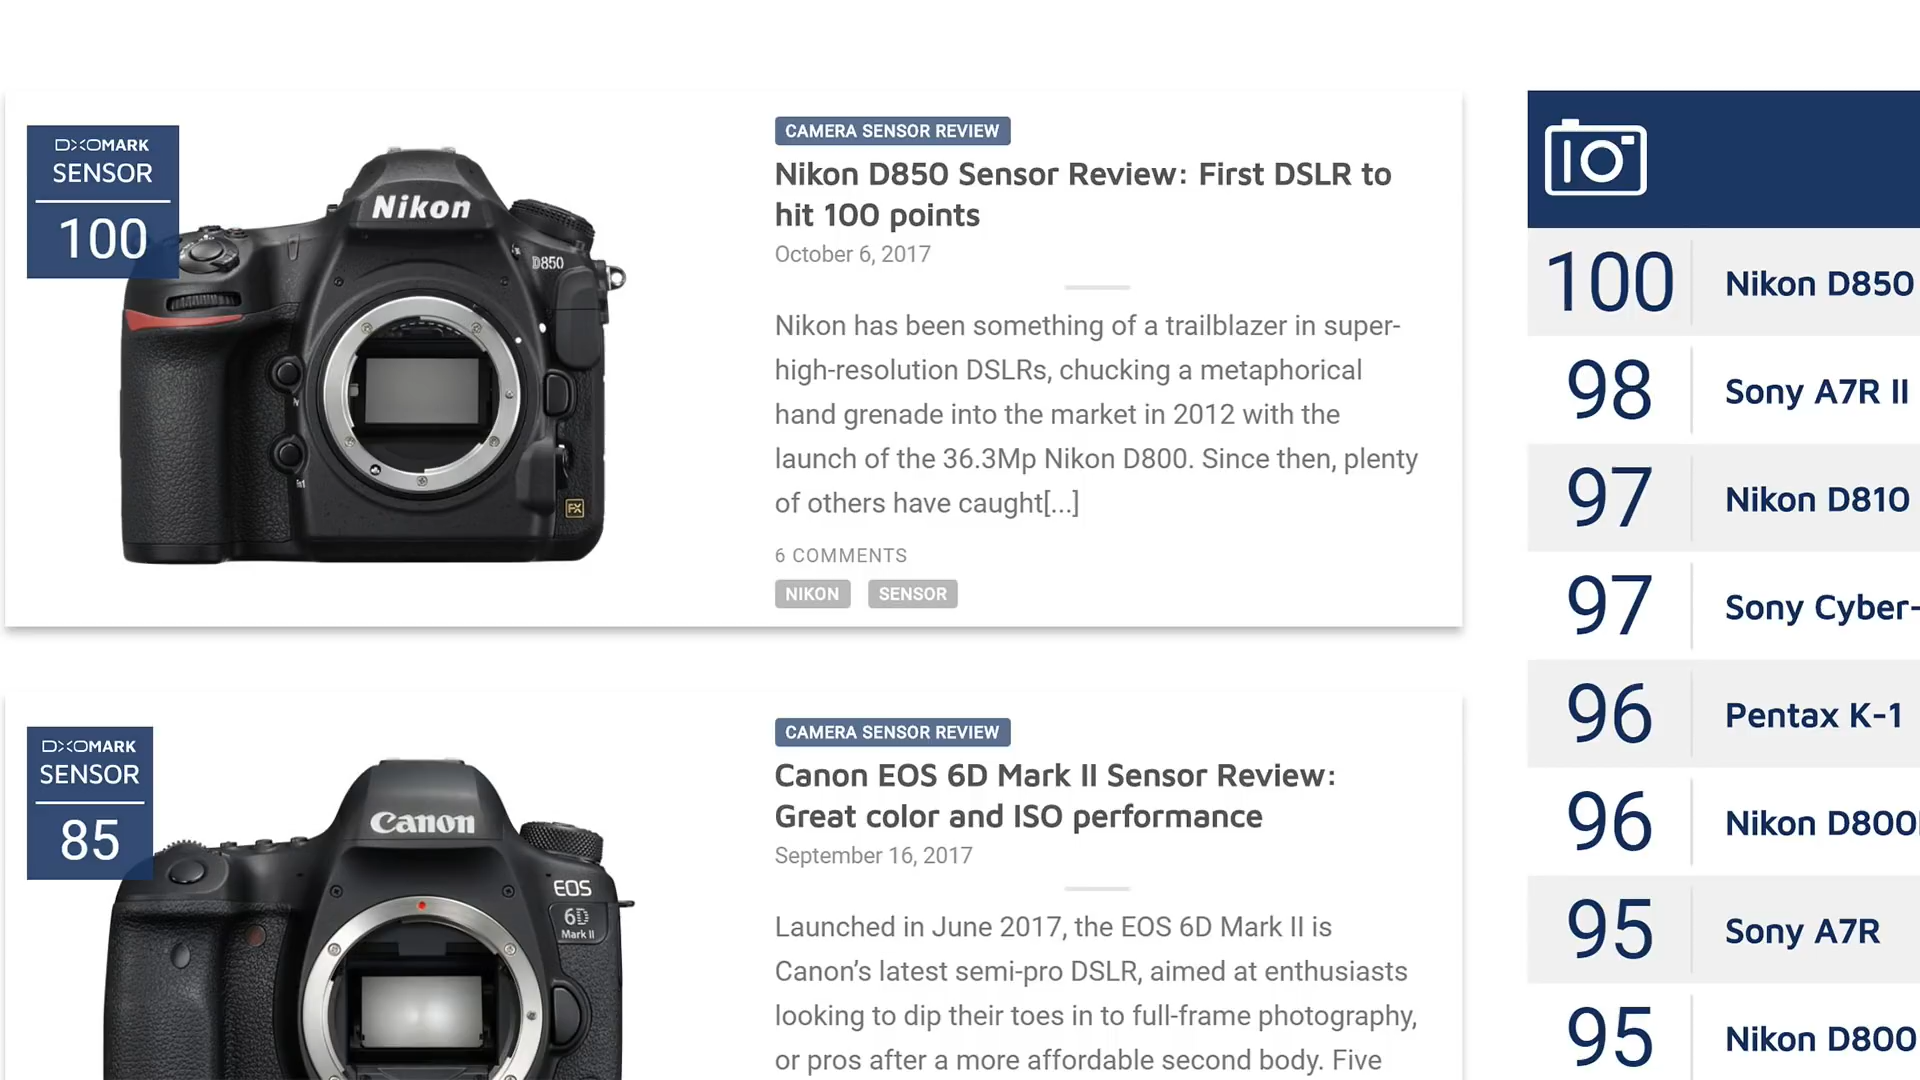 DXOMARK
SENSOR
100
Nikon
D850
FX
CAMERA SENSOR REVIEW
Nikon D850 Sensor Review: First DSLR to
hit 100 points
October 6, 2017
Nikon has been something of a trailblazer in super-
high-resolution DSLRs, chucking a metaphorical
hand grenade into the market in 2012 with the
launch of the 36.3Mp Nikon D800. Since then, plenty
of others have caught[...]
6 COMMENTS
NIKON SENSOR
DXOMARK
SENSOR
85
Canon
EOS
6D
Mark II
CAMERA SENSOR REVIEW
Canon EOS 6D Mark II Sensor Review:
Great color and ISO performance
September 16, 2017
Launched in June 2017, the EOS 6D Mark II is
Canon’s latest semi-pro DSLR, aimed at enthusiasts
looking to dip their toes in to full-frame photography,
or pros after a more affordable second body. Five
100 Nikon D850
98 Sony A7R II
97 Nikon D810
97 Sony Cyber-
96 Pentax K-1
96 Nikon D800
95 Sony A7R
95 Nikon D800